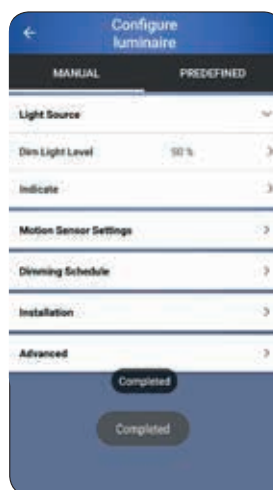 Configure
luminaire
MANUAL PREDEFINED
Light Source
Dim Light Level 90 %
Indicate
Motion Sensor Settings
Dimming Schedule
Installation
Advanced
Completed
Completed